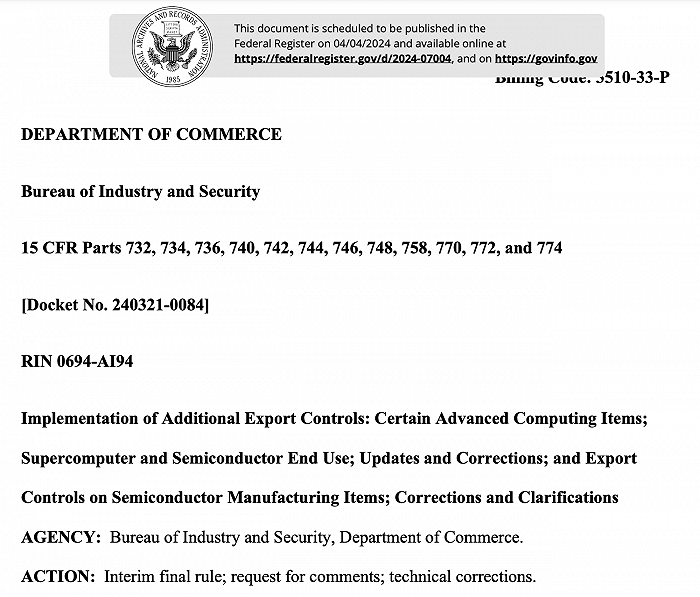 This document is scheduled to be published in the
Federal Register on 04/04/2024 and available online at
https://federalregister.gov/d/2024-07004, and on https://govinfo.gov
NATIONAL ARCHIVES AND RECORDS ADMINISTRATION
1985
Billing Code: 3510-33-P
DEPARTMENT OF COMMERCE
Bureau of Industry and Security
15 CFR Parts 732, 734, 736, 740, 742, 744, 746, 748, 758, 770, 772, and 774
[Docket No. 240321-0084]
RIN 0694-AI94
Implementation of Additional Export Controls: Certain Advanced Computing Items;
Supercomputer and Semiconductor End Use; Updates and Corrections; and Export
Controls on Semiconductor Manufacturing Items; Corrections and Clarifications
AGENCY: Bureau of Industry and Security, Department of Commerce.
ACTION: Interim final rule; request for comments; technical corrections.